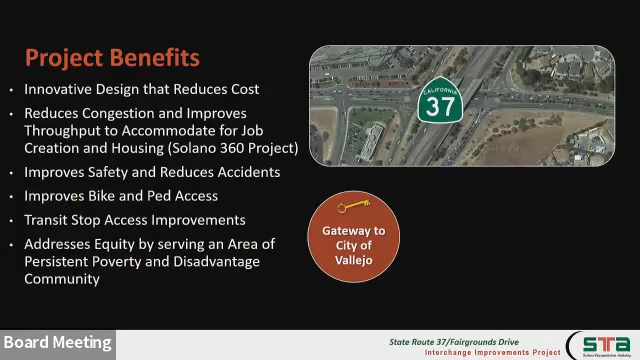 Project Benefits
• Innovative Design that Reduces Cost
• Reduces Congestion and Improves
Throughput to Accommodate for Job
Creation and Housing (Solano 360 Project)
• Improves Safety and Reduces Accidents
• Improves Bike and Ped Access
• Transit Stop Access Improvements
• Addresses Equity by serving an Area of
Persistent Poverty and Disadvantage
Community
CALIFORNIA
37
Gateway to
City of
Vallejo
Board Meeting
State Route 37/Fairgrounds Drive
Interchange Improvements Project
STA
Solano Transportation Authority